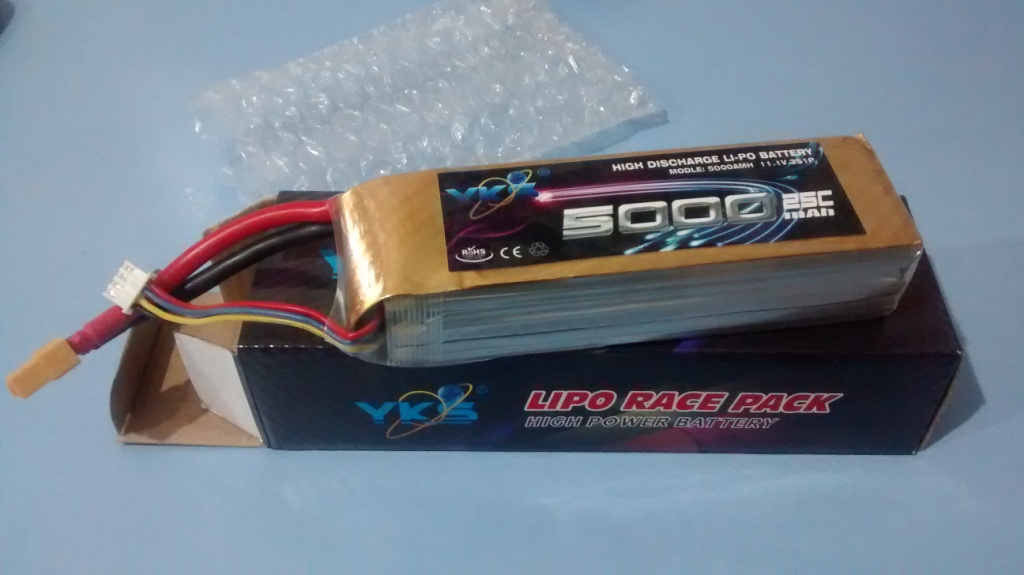 HIGH DISCHARGE LI-PO BATTERY
MODLE: 5000AMH 11.1V 3S1P
YKS
5000 25C
mAh
RoHS CE
YKS®
LIPO RACE PACK
HIGH POWER BATTERY